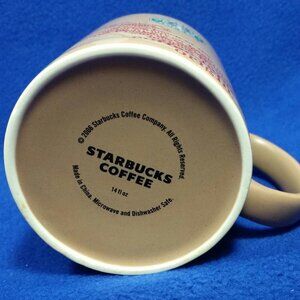 © 2006 Starbucks Coffee Company. All Rights Reserved.
STARBUCKS
COFFEE
14 fl oz
Made in China. Microwave and Dishwasher Safe.